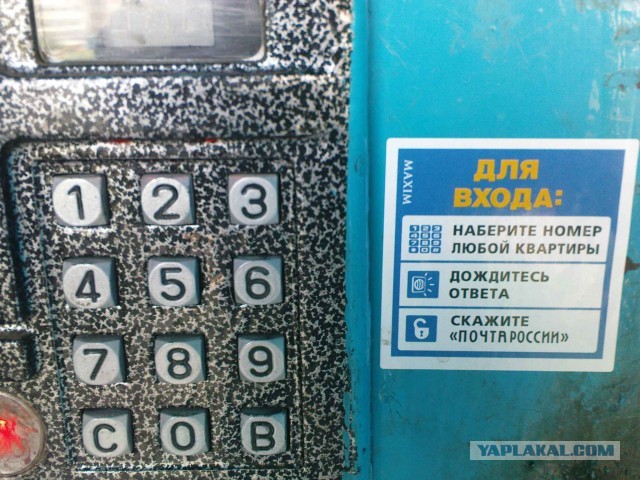 1 2 3
4 5 6
7 8 9
С О В
MAXIM
ДЛЯ
ВХОДА:
НАБЕРИТЕ НОМЕР
ЛЮБОЙ КВАРТИРЫ
ДОЖДИТЕСЬ
ОТВЕТА
СКАЖИТЕ
«ПОЧТА РОССИИ»
YAPLAKAL.COM